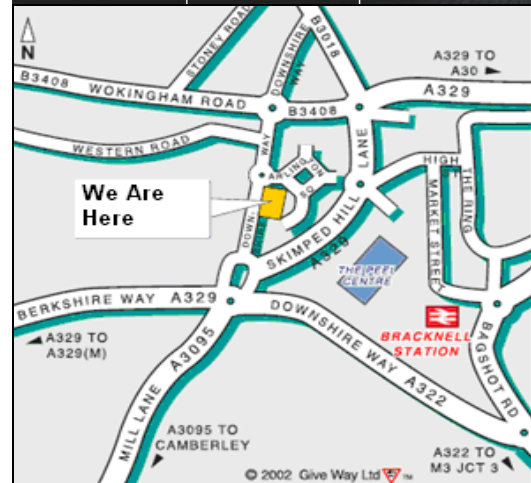 N
STONEY ROAD
DOWNSHIRE WAY
B3018
A329 TO
A30
B3408
WOKINGHAM ROAD
B3408
A329
WESTERN ROAD
WAY
ARLINGTON
SQ
LANE
HIGH
THE RING
MARKET STREET
We Are
Here
DOWN-
SKIMPED HILL
A329
THE PEEL
CENTRE
BERKSHIRE WAY A329
DOWNSHIRE WAY A322
BRACKNELL
STATION
BAGSHOT RD
A329 TO
A329(M)
MILL LANE A3095
A3095 TO
CAMBERLEY
A322 TO
M3 JCT 3
© 2002 Give Way Ltd TM